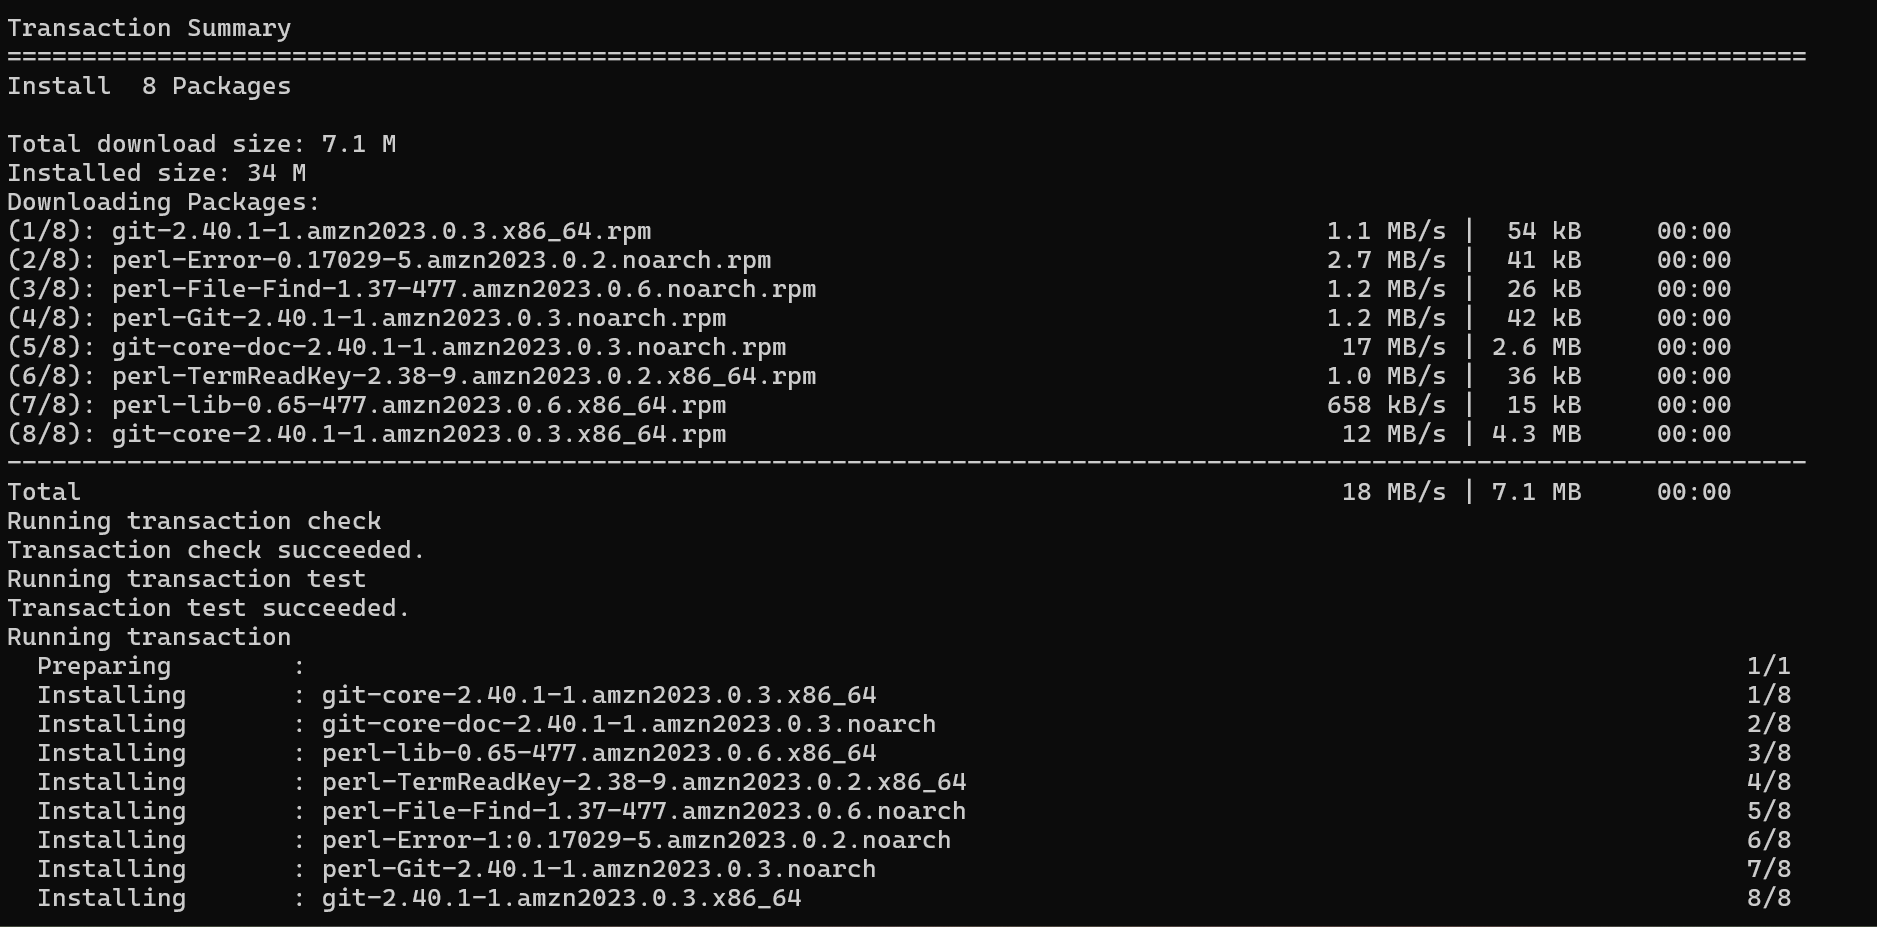 Transaction Summary
========================================================================================================================
Install  8 Packages

Total download size: 7.1 M
Installed size: 34 M
Downloading Packages:
(1/8): git-2.40.1-1.amzn2023.0.3.x86_64.rpm                                             1.1 MB/s |  54 kB     00:00
(2/8): perl-Error-0.17029-5.amzn2023.0.2.noarch.rpm                                     2.7 MB/s |  41 kB     00:00
(3/8): perl-File-Find-1.37-477.amzn2023.0.6.noarch.rpm                                  1.2 MB/s |  26 kB     00:00
(4/8): perl-Git-2.40.1-1.amzn2023.0.3.noarch.rpm                                        1.2 MB/s |  42 kB     00:00
(5/8): git-core-doc-2.40.1-1.amzn2023.0.3.noarch.rpm                                     17 MB/s | 2.6 MB     00:00
(6/8): perl-TermReadKey-2.38-9.amzn2023.0.2.x86_64.rpm                                  1.0 MB/s |  36 kB     00:00
(7/8): perl-lib-0.65-477.amzn2023.0.6.x86_64.rpm                                        658 kB/s |  15 kB     00:00
(8/8): git-core-2.40.1-1.amzn2023.0.3.x86_64.rpm                                         12 MB/s | 4.3 MB     00:00
------------------------------------------------------------------------------------------------------------------------
Total                                                                                    18 MB/s | 7.1 MB     00:00
Running transaction check
Transaction check succeeded.
Running transaction test
Transaction test succeeded.
Running transaction
  Preparing        :                                                                                                1/1
  Installing       : git-core-2.40.1-1.amzn2023.0.3.x86_64                                                          1/8
  Installing       : git-core-doc-2.40.1-1.amzn2023.0.3.noarch                                                      2/8
  Installing       : perl-lib-0.65-477.amzn2023.0.6.x86_64                                                          3/8
  Installing       : perl-TermReadKey-2.38-9.amzn2023.0.2.x86_64                                                    4/8
  Installing       : perl-File-Find-1.37-477.amzn2023.0.6.noarch                                                    5/8
  Installing       : perl-Error-1:0.17029-5.amzn2023.0.2.noarch                                                     6/8
  Installing       : perl-Git-2.40.1-1.amzn2023.0.3.noarch                                                          7/8
  Installing       : git-2.40.1-1.amzn2023.0.3.x86_64                                                               8/8